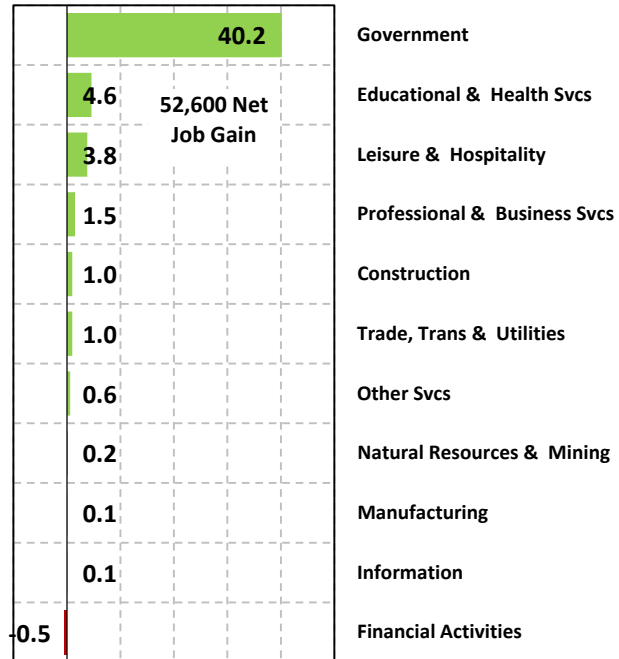 40.2 Government
4.6 Educational & Health Svcs
52,600 Net
Job Gain
3.8 Leisure & Hospitality
1.5 Professional & Business Svcs
1.0 Construction
1.0 Trade, Trans & Utilities
0.6 Other Svcs
0.2 Natural Resources & Mining
0.1 Manufacturing
0.1 Information
-0.5 Financial Activities